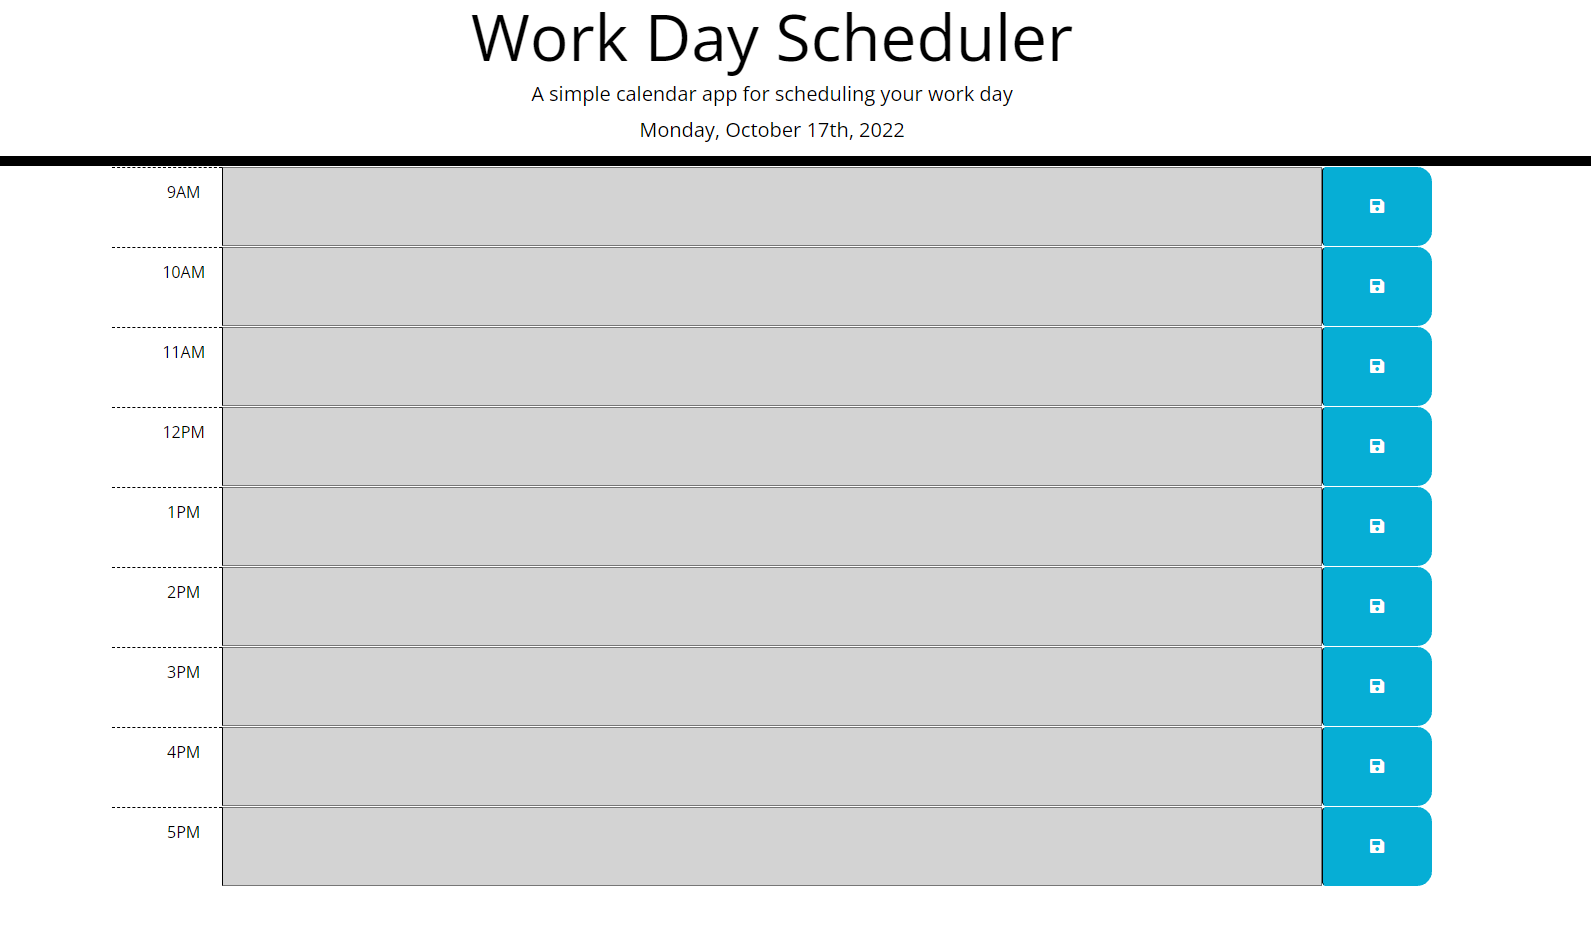 Work Day Scheduler
A simple calendar app for scheduling your work day
Monday, October 17th, 2022
9AM
10AM
11AM
12PM
1PM
2PM
3PM
4PM
5PM